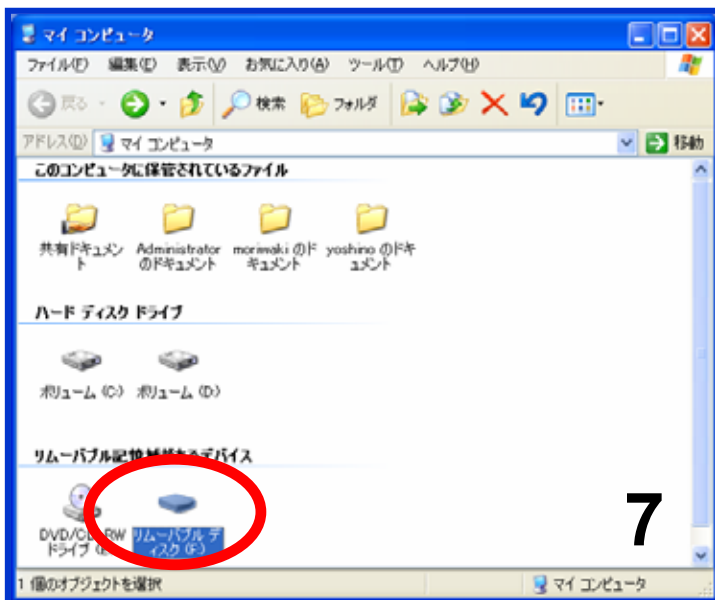 マイ コンピュータ
ファイル(F) 編集(E) 表示(V) お気に入り(A) ツール(T) ヘルプ(H)
戻る 検索 フォルダ
アドレス(D) マイ コンピュータ 移動
このコンピュータに保管されているファイル
共有ドキュメン Administrator moriwaki のド yoshino のドキ
ト のドキュメント キュメント ュメント
ハード ディスク ドライブ
ボリューム (C:) ボリューム (D:)
リムーバブル記憶 デバイス
DVD/CD RW リムーバブル デ
ドライブ ィスク (F:)
7
1 個のオブジェクトを選択 マイ コンピュータ